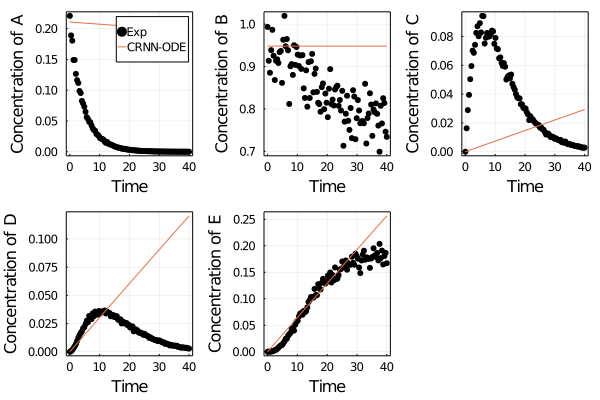 Concentration of A
0.20
0.15
0.10
0.05
0.00
0 10 20 30 40
Time
Exp
CRNN-ODE
Concentration of B
1.0
0.9
0.8
0.7
0 10 20 30 40
Time
Concentration of C
0.08
0.06
0.04
0.02
0.00
0 10 20 30 40
Time
Concentration of D
0.100
0.075
0.050
0.025
0.000
0 10 20 30 40
Time
Concentration of E
0.25
0.20
0.15
0.10
0.05
0.00
0 10 20 30 40
Time